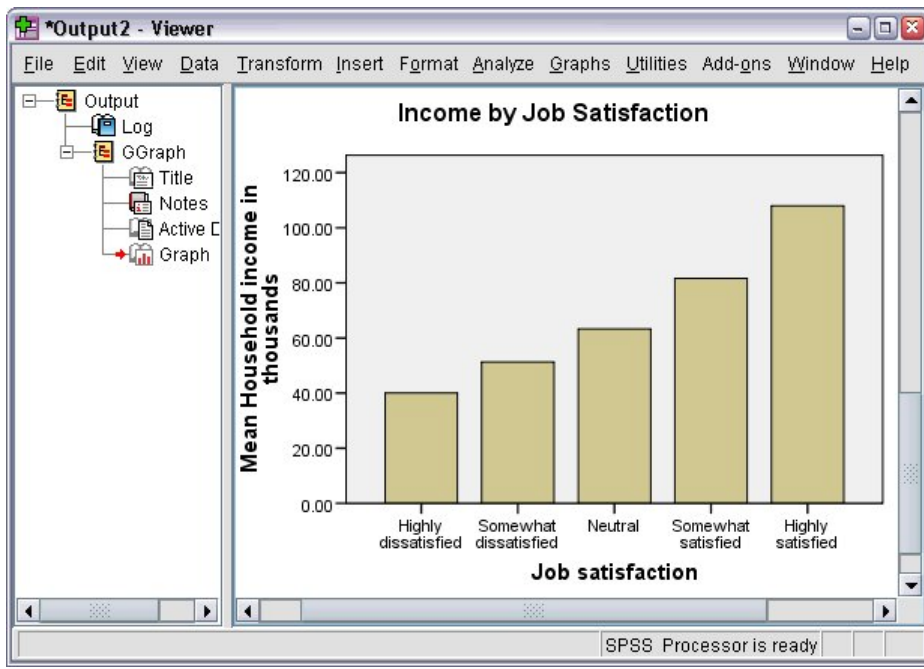 *Output2 - Viewer
File Edit View Data Transform Insert Format Analyze Graphs Utilities Add-ons Window Help
Output
Log
GGraph
Title
Notes
Active D
Graph
Income by Job Satisfaction
Mean Household income in
thousands
120.00
100.00
80.00
60.00
40.00
20.00
0.00
Highly
dissatisfied
Somewhat
dissatisfied
Neutral
Somewhat
satisfied
Highly
satisfied
Job satisfaction
SPSS Processor is ready